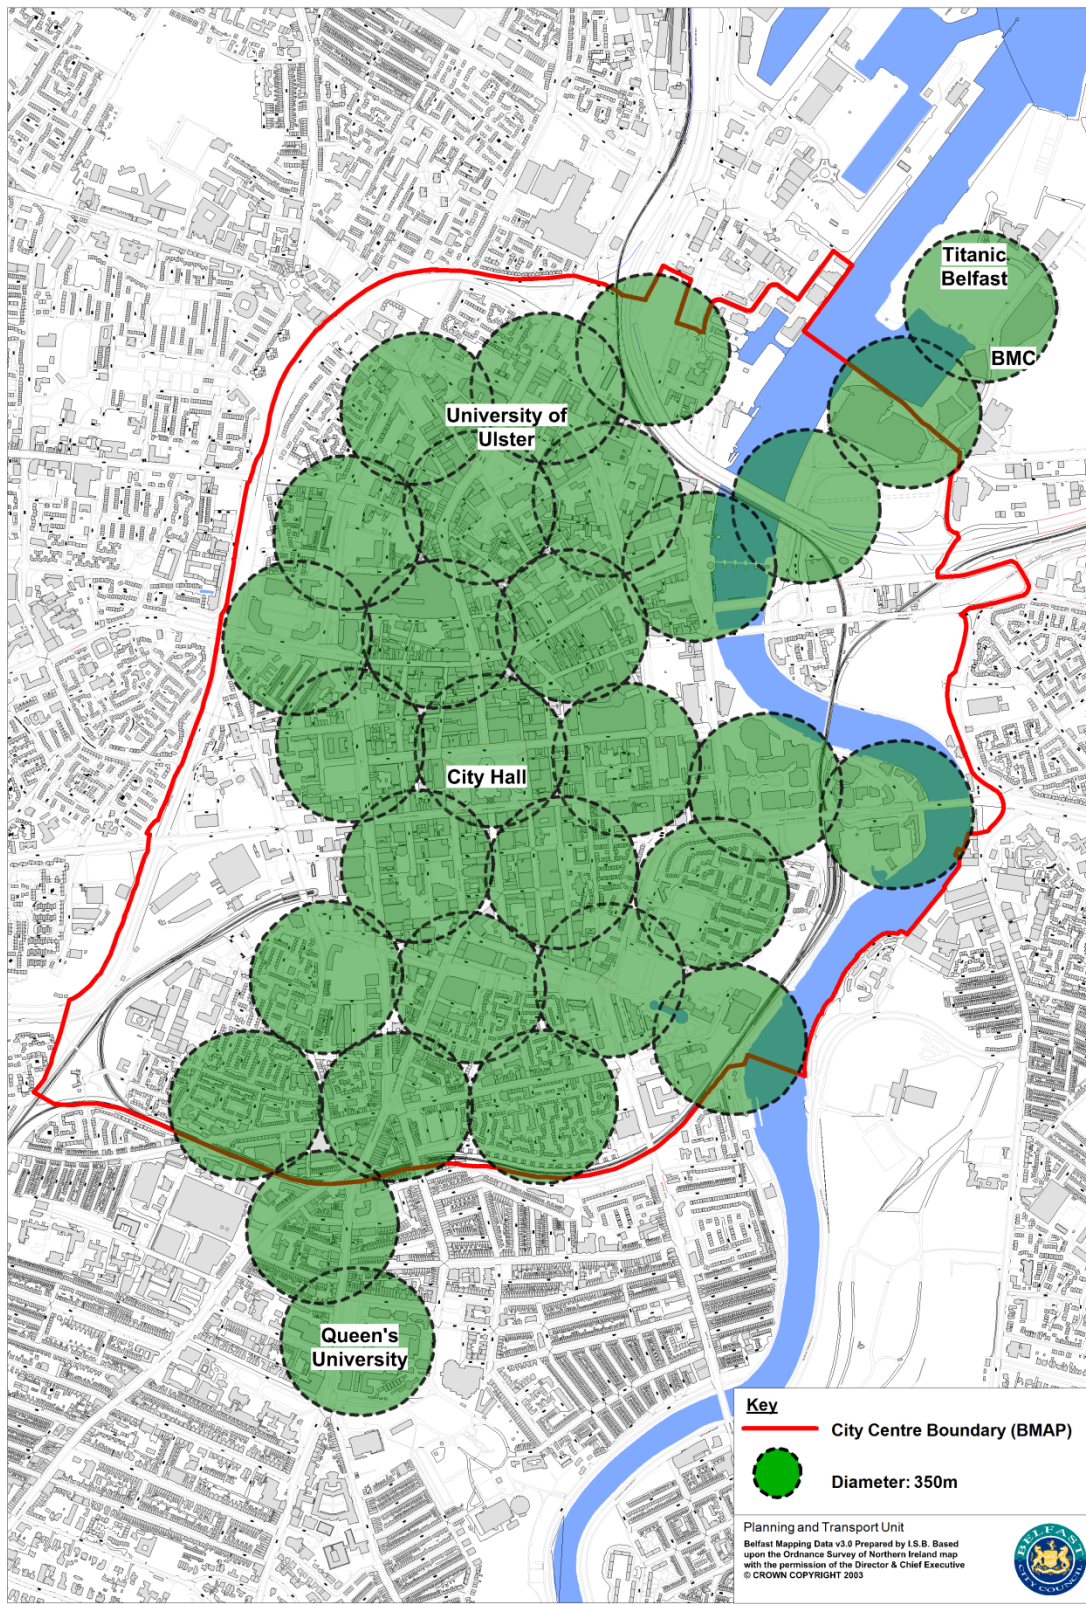 Titanic
Belfast
BMC
University of
Ulster
City Hall
Queen's
University
Key
City Centre Boundary (BMAP)
Diameter: 350m
Planning and Transport Unit
Belfast Mapping Data v3.0 Prepared by I.S.B. Based
upon the Ordnance Survey of Northern Ireland map
with the permission of the Director & Chief Executive
© CROWN COPYRIGHT 2003
BELFAST
CITY COUNCIL